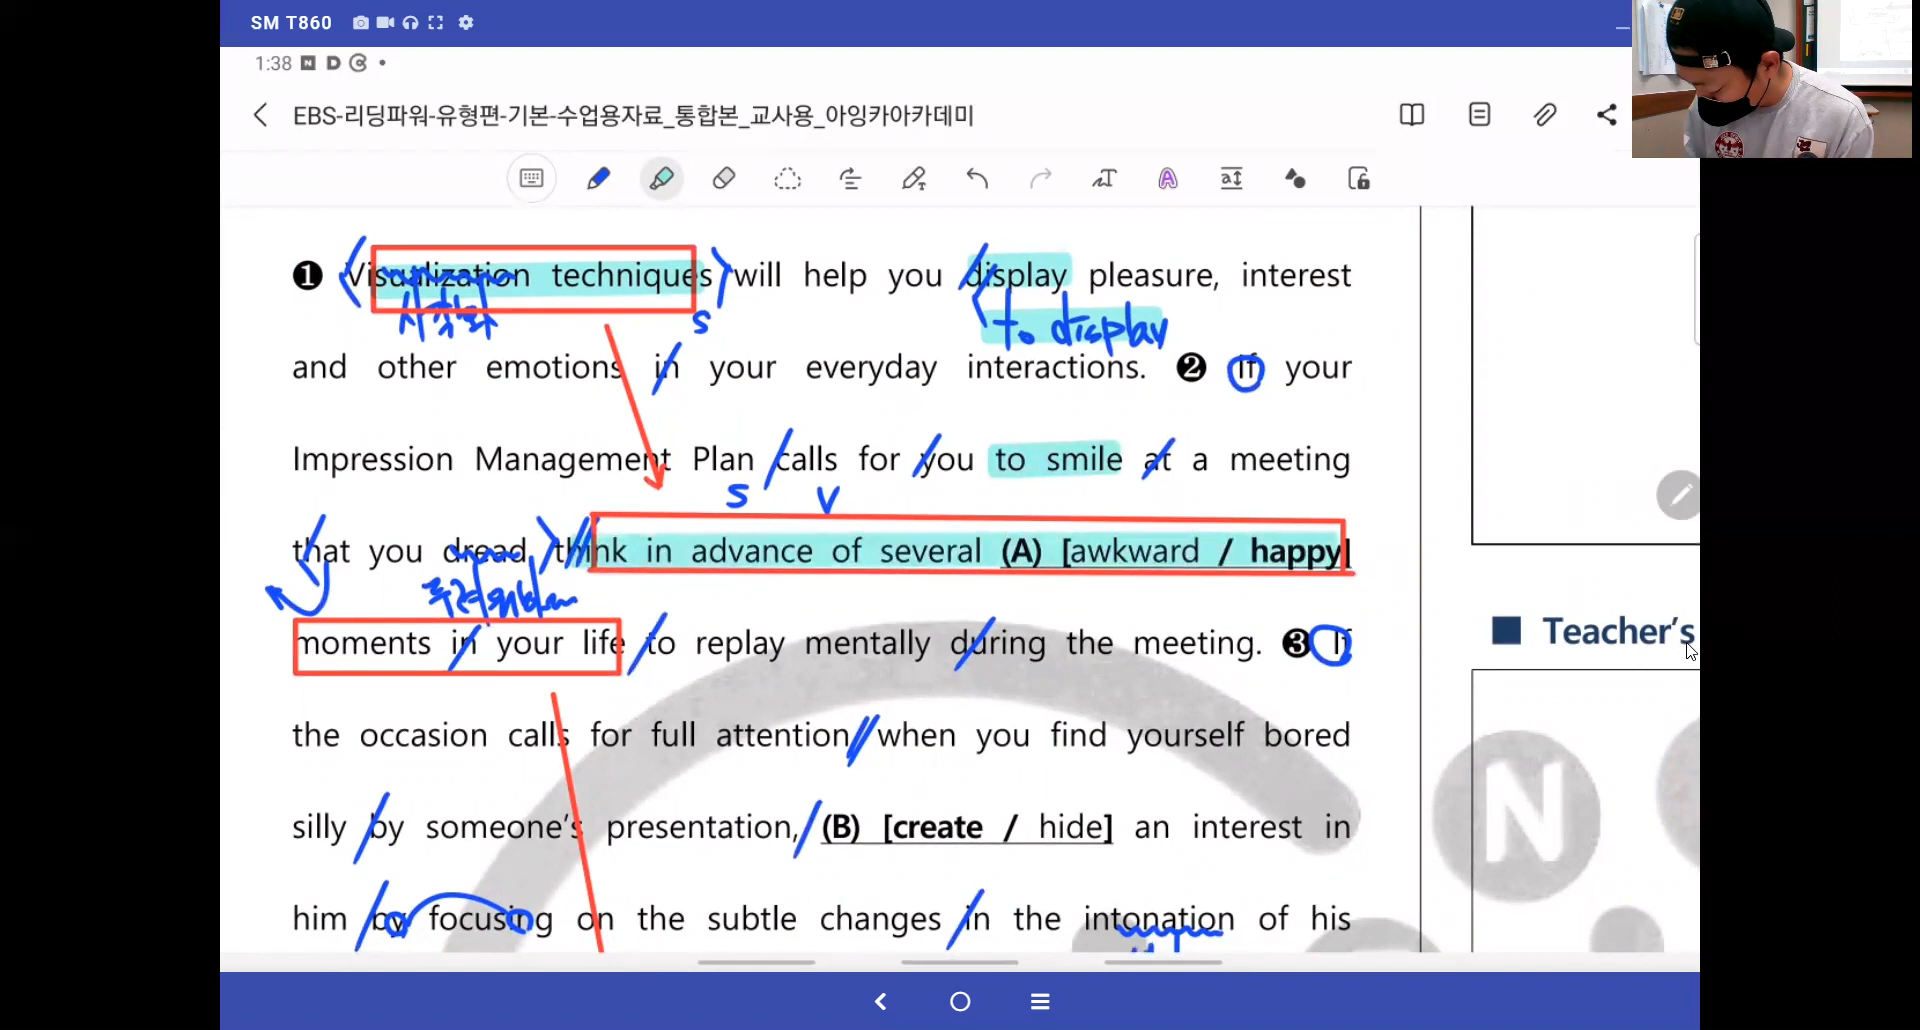 SM T860
1:38
EBS-리딩파워-유형편-기본-수업용자료_통합본_교사용_아잉카아카데미
❶ Visualization techniques will help you display pleasure, interest
시각화 s to display
and other emotions in your everyday interactions. ❷ If your
Impression Management Plan calls for you to smile at a meeting
s v
that you dread, think in advance of several (A) [awkward / happy]
moments in your life to replay mentally during the meeting. ❸ If
the occasion calls for full attention when you find yourself bored
silly by someone’s presentation, (B) [create / hide] an interest in
him by focusing on the subtle changes in the intonation of his
■ Teacher’s
N